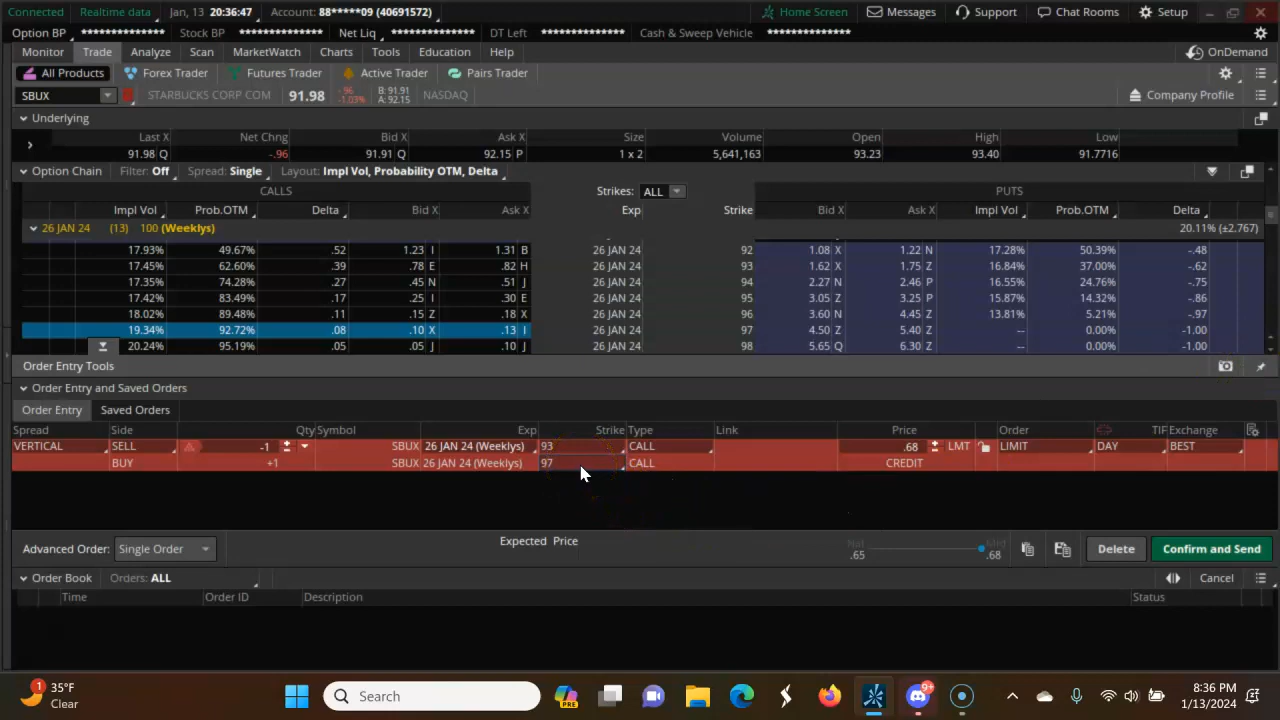 Connected Realtime data Jan, 13 20:36:47 Account: 88*****09 (40691572) Home Screen Messages Support Chat Rooms Setup
Option BP ************** Stock BP ************** Net Liq ************** DT Left ************** Cash & Sweep Vehicle **************
Monitor Trade Analyze Scan MarketWatch Charts Tools Education Help OnDemand
All Products Forex Trader Futures Trader Active Trader Pairs Trader
SBUX STARBUCKS CORP COM 91.98 -.96 -1.03% B: 91.91 A: 92.15 NASDAQ Company Profile
Underlying
Last X Net Chng Bid X Ask X Size Volume Open High Low
91.98 Q -.96 91.91 Q 92.15 P 1 x 2 5,641,163 93.23 93.40 91.7716
Option Chain Filter: Off Spread: Single Layout: Impl Vol, Probability OTM, Delta
CALLS Strikes: ALL PUTS
Impl Vol Prob.OTM Delta Bid X Ask X Exp Strike Bid X Ask X Impl Vol Prob.OTM Delta
26 JAN 24 (13) 100 (Weeklys) 20.11% (±2.767)
17.93% 49.67% .52 1.23 I 1.31 B 26 JAN 24 92 1.08 X 1.22 N 17.28% 50.39% -.48
17.45% 62.60% .39 .78 E .82 H 26 JAN 24 93 1.62 X 1.75 Z 16.84% 37.00% -.62
17.35% 74.28% .27 .45 N .51 J 26 JAN 24 94 2.27 N 2.46 P 16.55% 24.76% -.75
17.42% 83.49% .17 .25 I .30 E 26 JAN 24 95 3.05 Z 3.25 P 15.87% 14.32% -.86
18.02% 89.48% .11 .15 Z .18 X 26 JAN 24 96 3.60 N 4.45 Z 13.81% 5.21% -.97
19.34% 92.72% .08 .10 X .13 I 26 JAN 24 97 4.50 Z 5.40 Z -- 0.00% -1.00
20.24% 95.19% .05 .05 J .10 J 26 JAN 24 98 5.65 Q 6.30 Z -- 0.00% -1.00
Order Entry Tools
Order Entry and Saved Orders
Order Entry Saved Orders
Spread Side Qty Symbol Exp Strike Type Link Price Order TIF Exchange
VERTICAL SELL -1 SBUX 26 JAN 24 (Weeklys) 93 CALL .68 LMT LIMIT DAY BEST
BUY +1 SBUX 26 JAN 24 (Weeklys) 97 CALL CREDIT
Advanced Order: Single Order Expected Price Nat .65 Mid .68 Delete Confirm and Send
Order Book Orders: ALL Cancel
Time Order ID Description Status
1 35°F Clear Search PRE 9+ 8:36 PM 1/13/2024